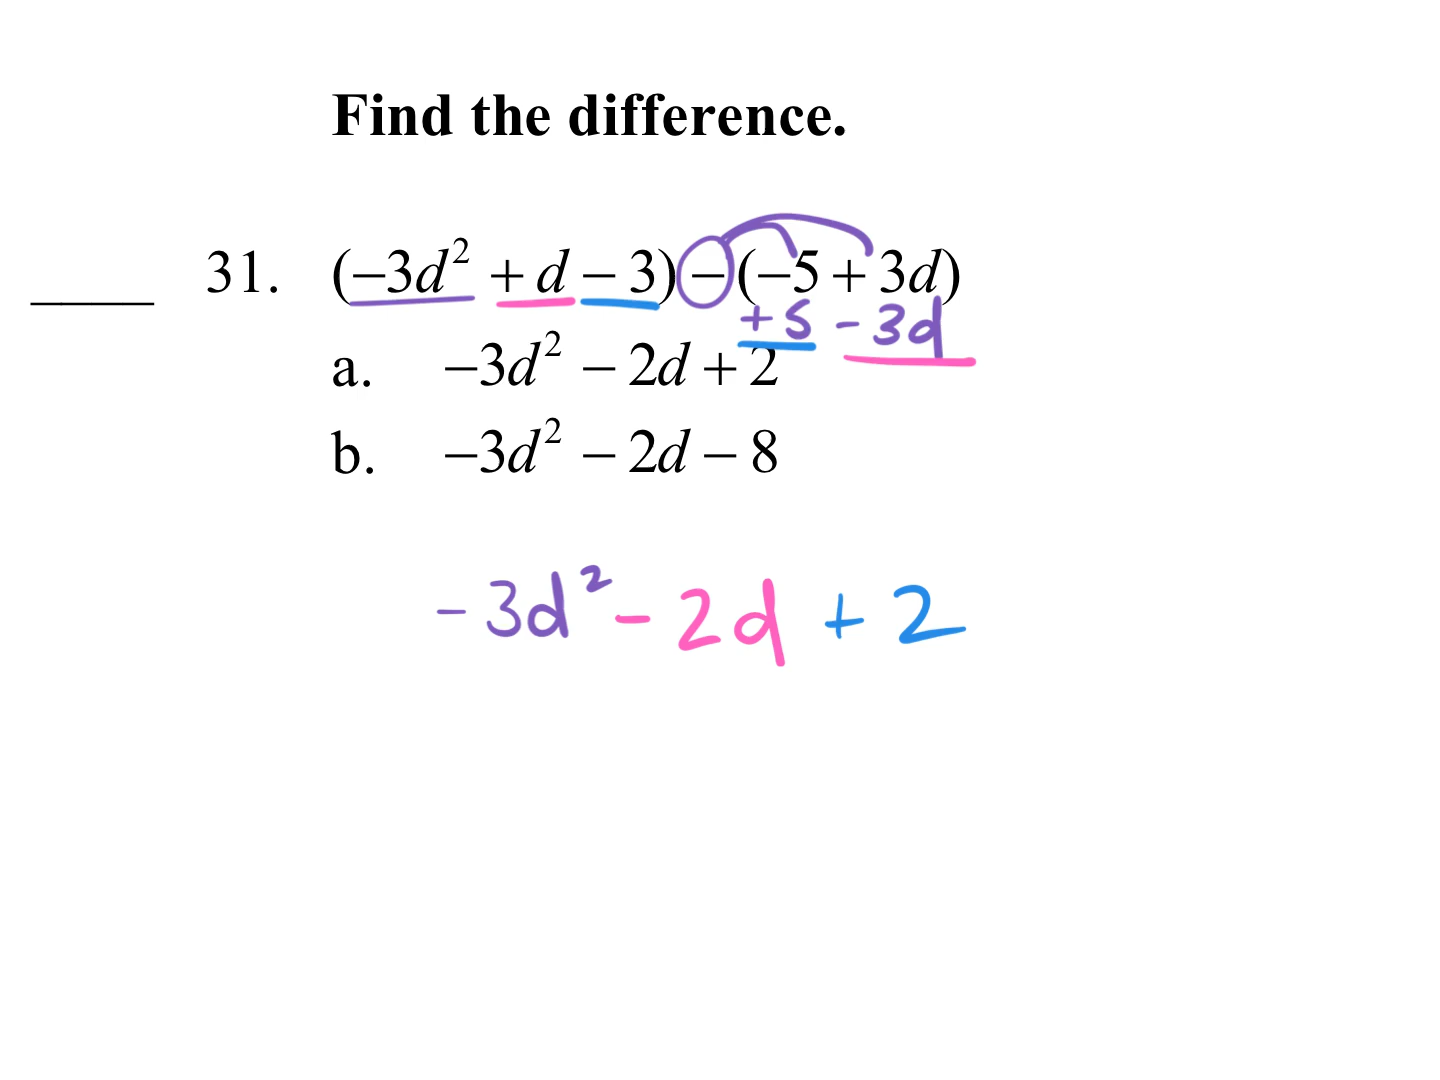 Find the difference.
____ 31. (−3d² + d − 3) − (−5 + 3d)
+5 - 3d
a. −3d² − 2d + 2
b. −3d² − 2d − 8
- 3d² - 2d + 2